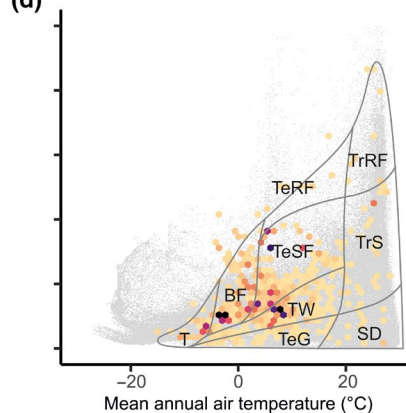 (d)
TrRF
TeRF
TrS
TeSF
BF
TW
T
TeG
SD
−20
0
20
Mean annual air temperature (°C)